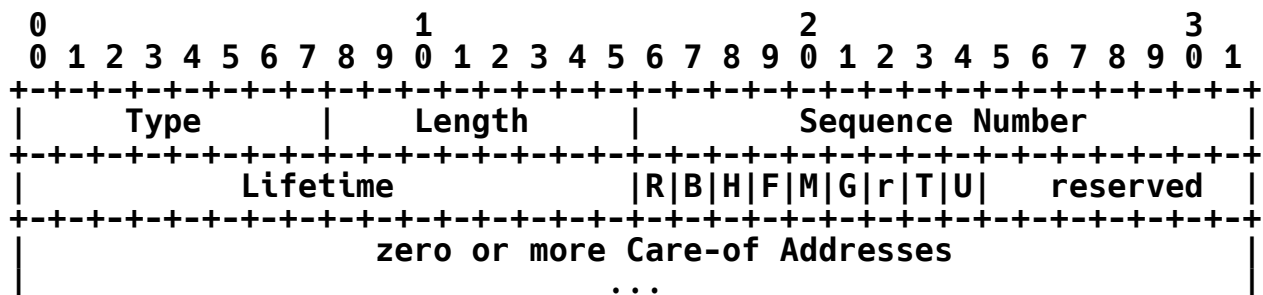 0                   1                   2                   3
 0 1 2 3 4 5 6 7 8 9 0 1 2 3 4 5 6 7 8 9 0 1 2 3 4 5 6 7 8 9 0 1
+-+-+-+-+-+-+-+-+-+-+-+-+-+-+-+-+-+-+-+-+-+-+-+-+-+-+-+-+-+-+-+-+
|     Type      |    Length     |        Sequence Number        |
+-+-+-+-+-+-+-+-+-+-+-+-+-+-+-+-+-+-+-+-+-+-+-+-+-+-+-+-+-+-+-+-+
|           Lifetime            |R|B|H|F|M|G|r|T|U|   reserved  |
+-+-+-+-+-+-+-+-+-+-+-+-+-+-+-+-+-+-+-+-+-+-+-+-+-+-+-+-+-+-+-+-+
|                  zero or more Care-of Addresses               |
|                              ...                              |